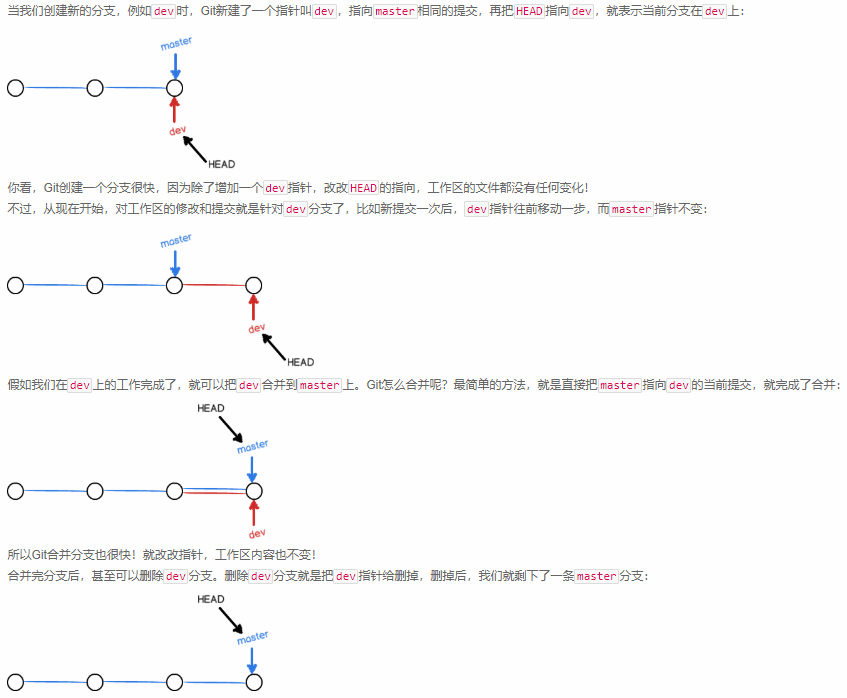 当我们创建新的分支，例如dev时，Git新建了一个指针叫dev，指向master相同的提交，再把HEAD指向dev，就表示当前分支在dev上：
master
dev
HEAD
你看，Git创建一个分支很快，因为除了增加一个dev指针，改改HEAD的指向，工作区的文件都没有任何变化！
不过，从现在开始，对工作区的修改和提交就是针对dev分支了，比如新提交一次后，dev指针往前移动一步，而master指针不变：
master
dev
HEAD
假如我们在dev上的工作完成了，就可以把dev合并到master上。Git怎么合并呢？最简单的方法，就是直接把master指向dev的当前提交，就完成了合并：
HEAD
master
dev
所以Git合并分支也很快！就改改指针，工作区内容也不变！
合并完分支后，甚至可以删除dev分支。删除dev分支就是把dev指针给删掉，删掉后，我们就剩下了一条master分支：
HEAD
master